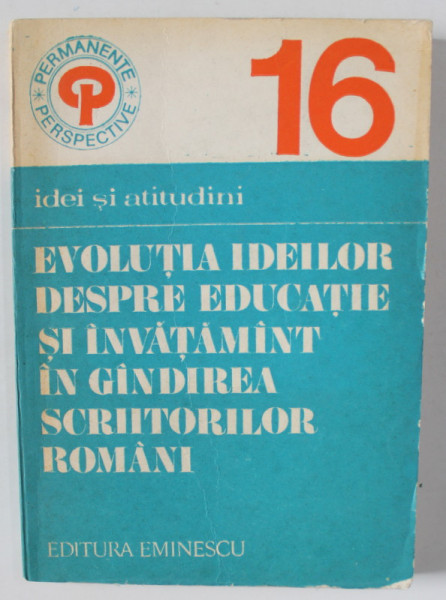 PERMANENTE
PERSPECTIVE
16
idei și atitudini
EVOLUȚIA IDEILOR
DESPRE EDUCAȚIE
ȘI ÎNVĂȚĂMÎNT
ÎN GÎNDIREA
SCRIITORILOR
ROMÂNI
EDITURA EMINESCU